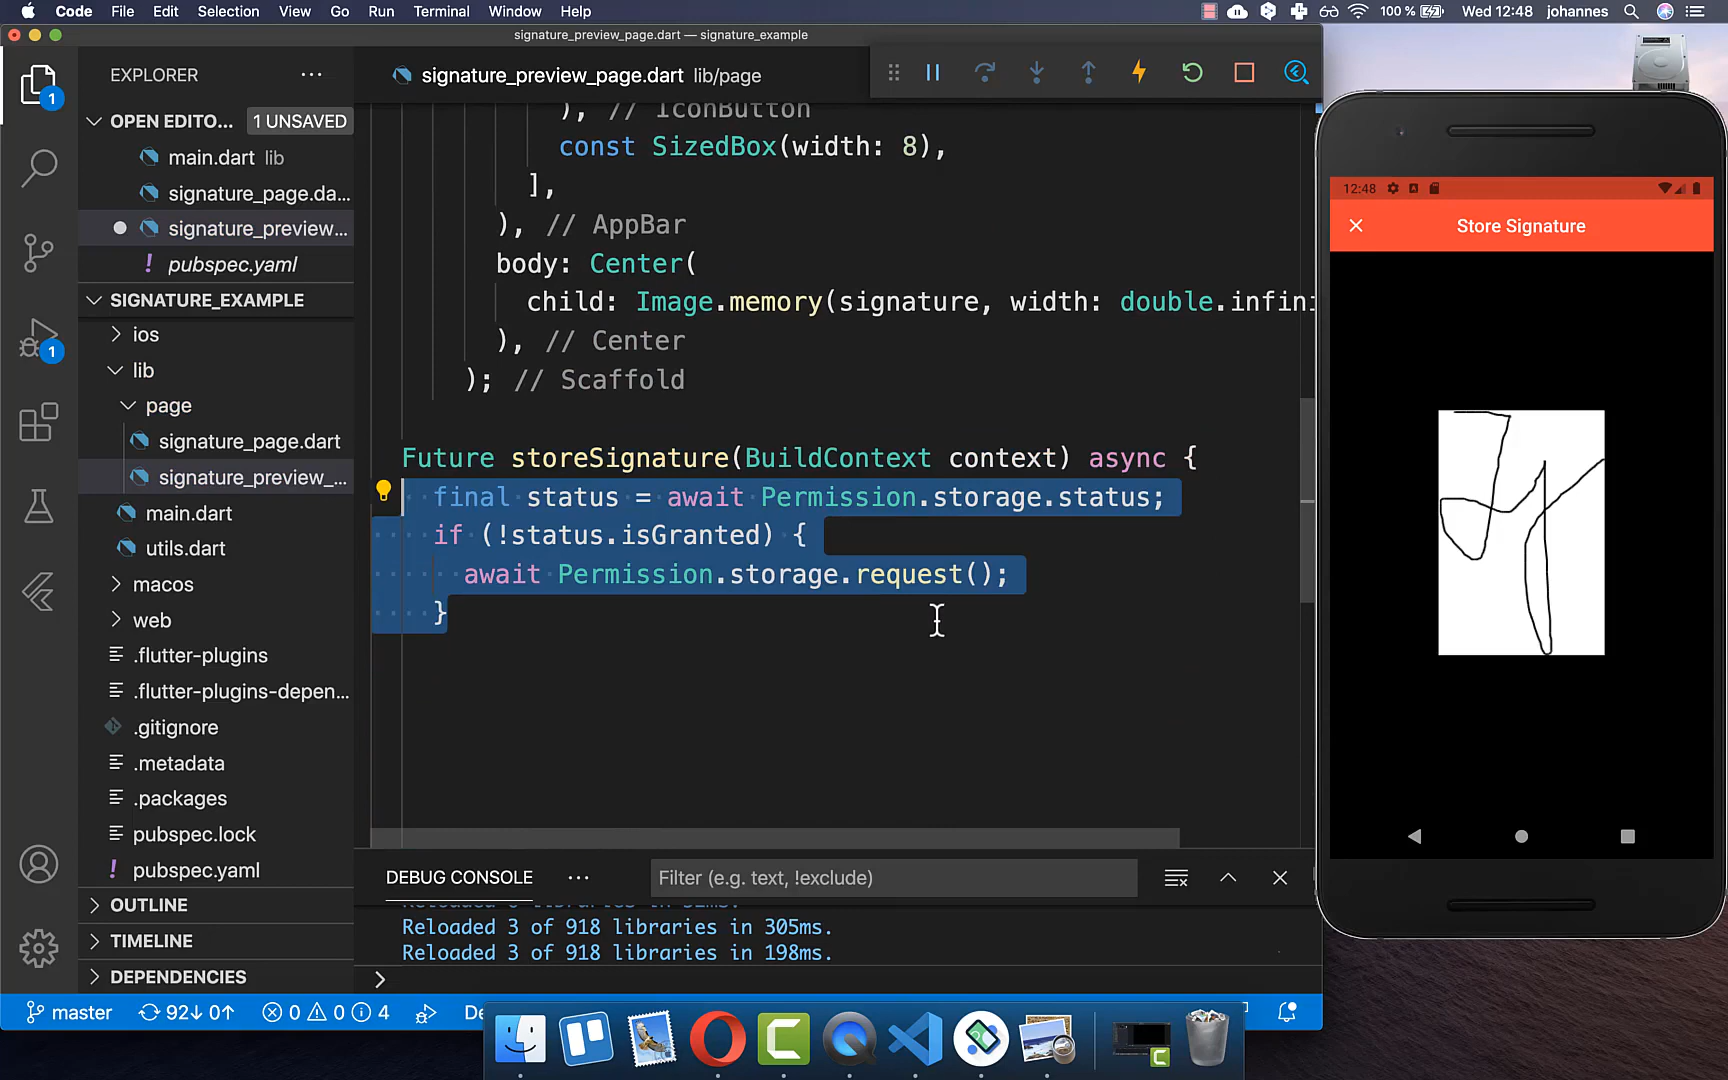 Code File Edit Selection View Go Run Terminal Window Help 100 % Wed 12:48 johannes
signature_preview_page.dart — signature_example
EXPLORER ···
signature_preview_page.dart lib/page
OPEN EDITO... 1 UNSAVED
main.dart lib
signature_page.da...
signature_preview...
! pubspec.yaml
SIGNATURE_EXAMPLE
ios
lib
page
signature_page.dart
signature_preview_...
main.dart
utils.dart
macos
web
.flutter-plugins
.flutter-plugins-depen...
.gitignore
.metadata
.packages
pubspec.lock
! pubspec.yaml
OUTLINE
TIMELINE
DEPENDENCIES
1
1
), // IconButton
const SizedBox(width: 8),
],
), // AppBar
body: Center(
child: Image.memory(signature, width: double.infini
), // Center
); // Scaffold
Future storeSignature(BuildContext context) async {
final status = await Permission.storage.status;
if (!status.isGranted) {
await Permission.storage.request();
}
DEBUG CONSOLE ··· Filter (e.g. text, !exclude)
Reloaded 3 of 918 libraries in 305ms.
Reloaded 3 of 918 libraries in 198ms.
>
master 92↓ 0↑ 0 0 4 De
12:48
Store Signature